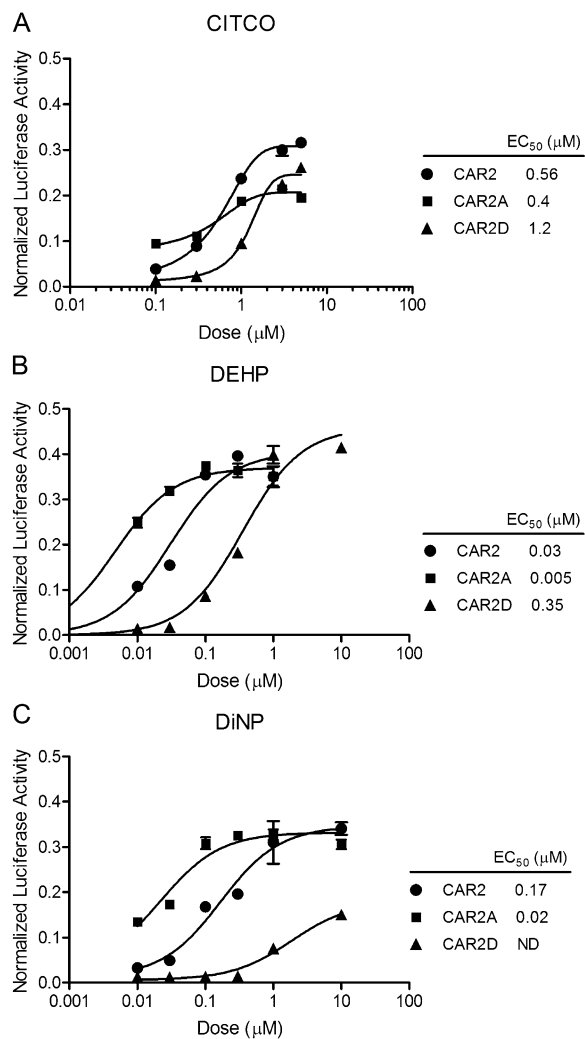 A
CITCO
Normalized Luciferase Activity
0.5
0.4
0.3
0.2
0.1
0.0
0.01
0.1
1
10
100
Dose (µM)
EC50 (µM)
CAR2 0.56
CAR2A 0.4
CAR2D 1.2
B
DEHP
Normalized Luciferase Activity
0.5
0.4
0.3
0.2
0.1
0.0
0.001
0.01
0.1
1
10
100
Dose (µM)
EC50 (µM)
CAR2 0.03
CAR2A 0.005
CAR2D 0.35
C
DiNP
Normalized Luciferase Activity
0.5
0.4
0.3
0.2
0.1
0.0
0.001
0.01
0.1
1
10
100
Dose (µM)
EC50 (µM)
CAR2 0.17
CAR2A 0.02
CAR2D ND